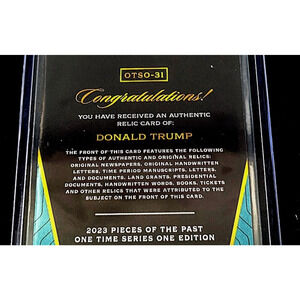 OTSO-31
Congratulations!
YOU HAVE RECEIVED AN AUTHENTIC
RELIC CARD OF:
DONALD TRUMP
THE FRONT OF THIS CARD FEATURES THE FOLLOWING
TYPES OF AUTHENTIC AND ORIGINAL RELICS:
ORIGINAL NEWSPAPERS, ORIGINAL HANDWRITTEN
LETTERS, TIME PERIOD MANUSCRIPTS, LETTERS,
AND DOCUMENTS, LAND GRANTS, PRESIDENTIAL
DOCUMENTS, HANDWRITTEN WORDS, BOOKS, TICKETS
AND OTHER RELICS THAT WERE ATTRIBUTED TO THE
SUBJECT ON THE FRONT OF THIS CARD.
2023 PIECES OF THE PAST
ONE TIME SERIES ONE EDITION